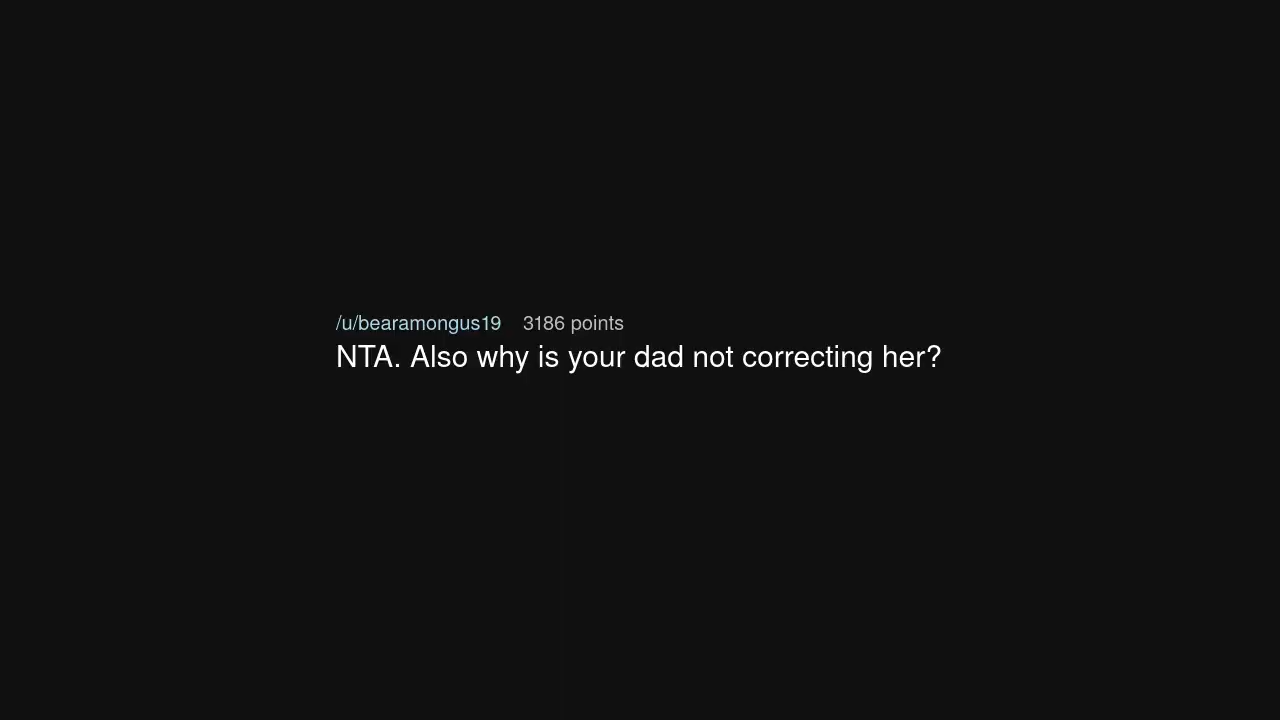 /u/bearamongus19 3186 points
NTA. Also why is your dad not correcting her?